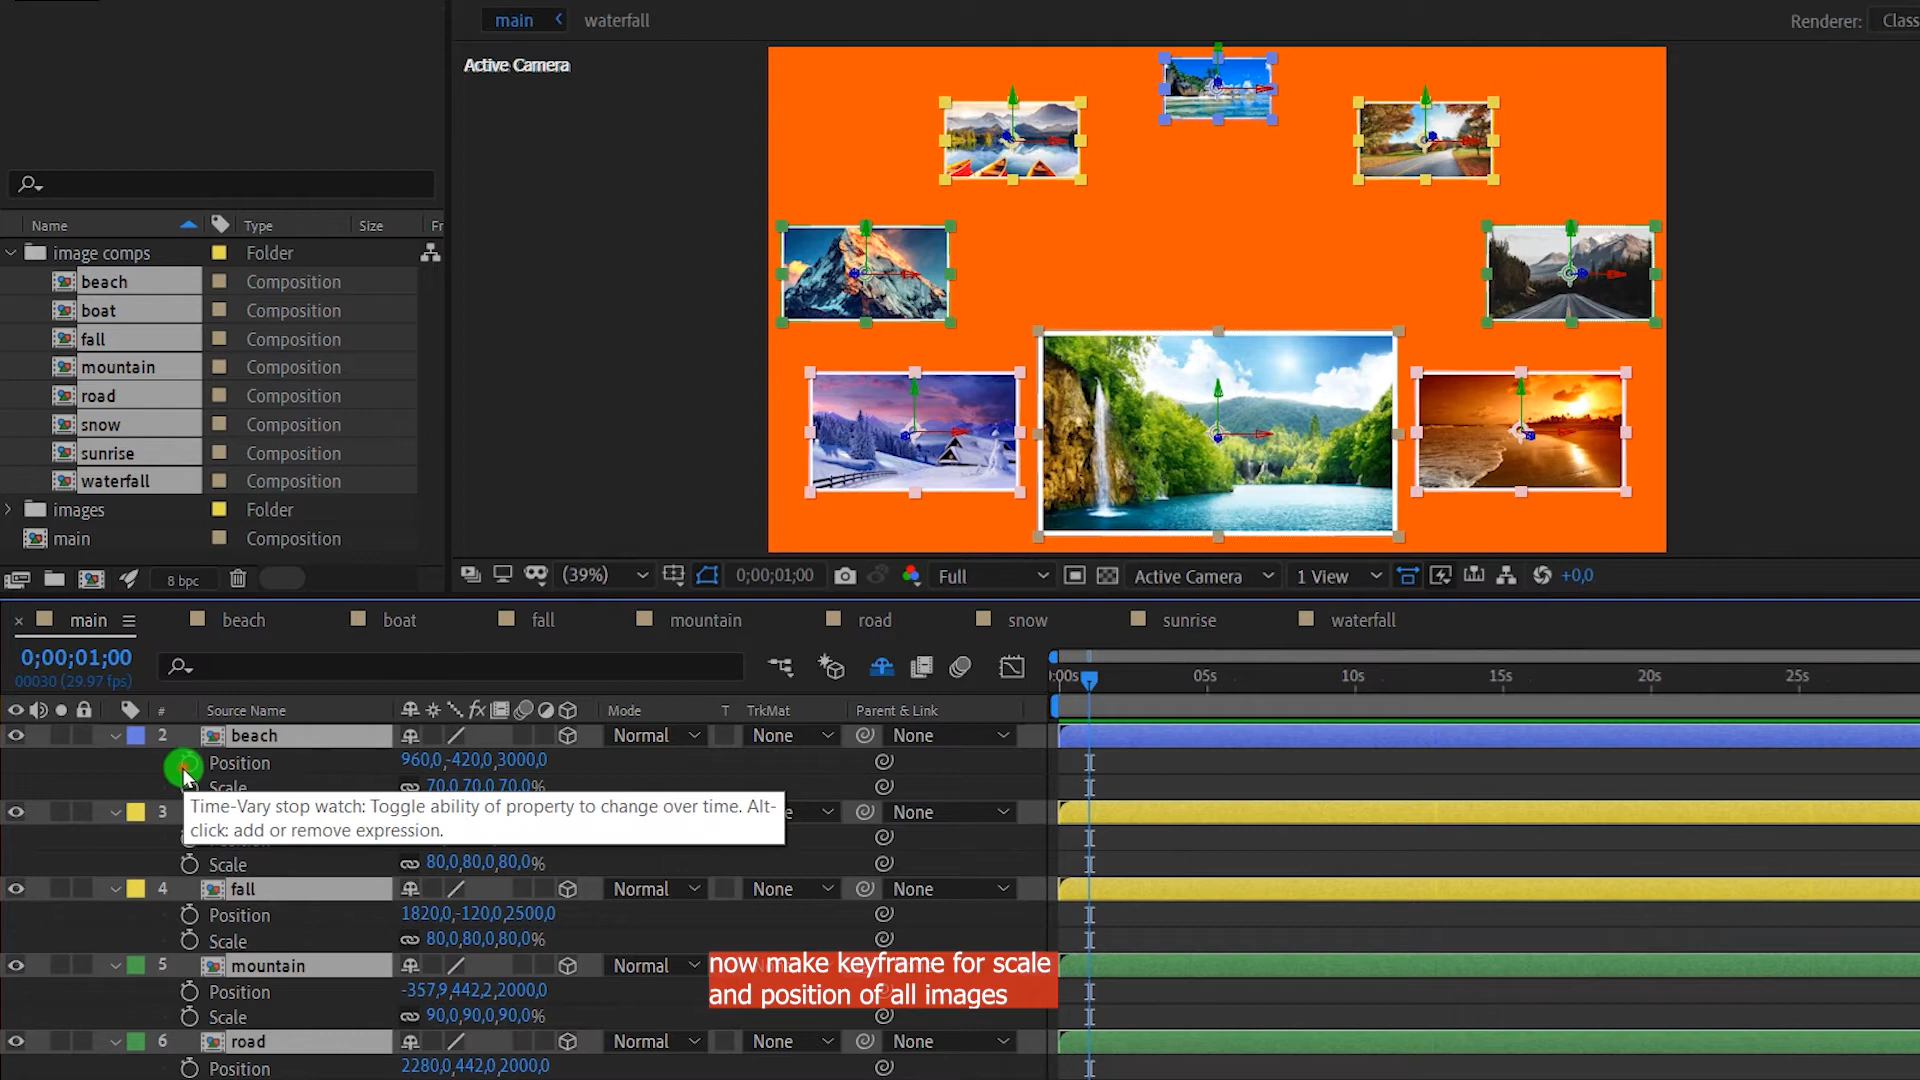 main
waterfall
Renderer:
Class
Active Camera
Name
Type
Size
Fr
image comps
Folder
beach
Composition
boat
Composition
fall
Composition
mountain
Composition
road
Composition
snow
Composition
sunrise
Composition
waterfall
Composition
images
Folder
main
Composition
8 bpc
(39%)
0;00;01;00
Full
Active Camera
1 View
+0,0
× main
beach
boat
fall
mountain
road
snow
sunrise
waterfall
0;00;01;00
00030 (29.97 fps)
:00s
05s
10s
15s
20s
25s
# Source Name
fx
Mode
T TrkMat
Parent & Link
2 beach
Normal
None
None
Position
960,0,-420,0,3000,0
Scale
70,0,70,0,70,0%
Time-Vary stop watch: Toggle ability of property to change over time. Alt-
click: add or remove expression.
3
None
Scale
80,0,80,0,80,0%
4 fall
Normal
None
None
Position
1820,0,-120,0,2500,0
Scale
80,0,80,0,80,0%
5 mountain
Normal
now make keyframe for scale
and position of all images
Position
-357,9,442,2,2000,0
Scale
90,0,90,0,90,0%
6 road
Normal
None
None
Position
2280,0,442,0,2000,0